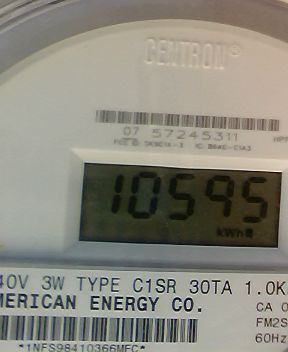 CENTRON®
07 57245311
10595
kWh
40V 3W TYPE C1SR 30TA 1.0K
MERICAN ENERGY CO.
CA 0
FM2S
60Hz
*1NFS98410366MFC*